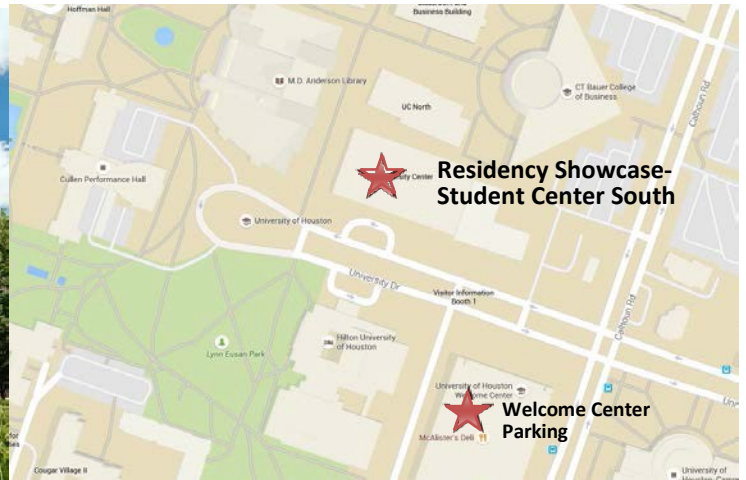 Hoffman Hall
Business Building
M.D. Anderson Library
UC North
CT Bauer College
of Business
Calhoun Rd
Cullen Performance Hall
Residency Showcase-
Student Center South
Center
University of Houston
University Dr
Visitor Information
Booth 1
Calhoun Rd
Hilton University
of Houston
Lynn Eusan Park
University of Houston
Welcome Center
Welcome Center
Parking
McAlister's Deli
Cougar Village II
University of